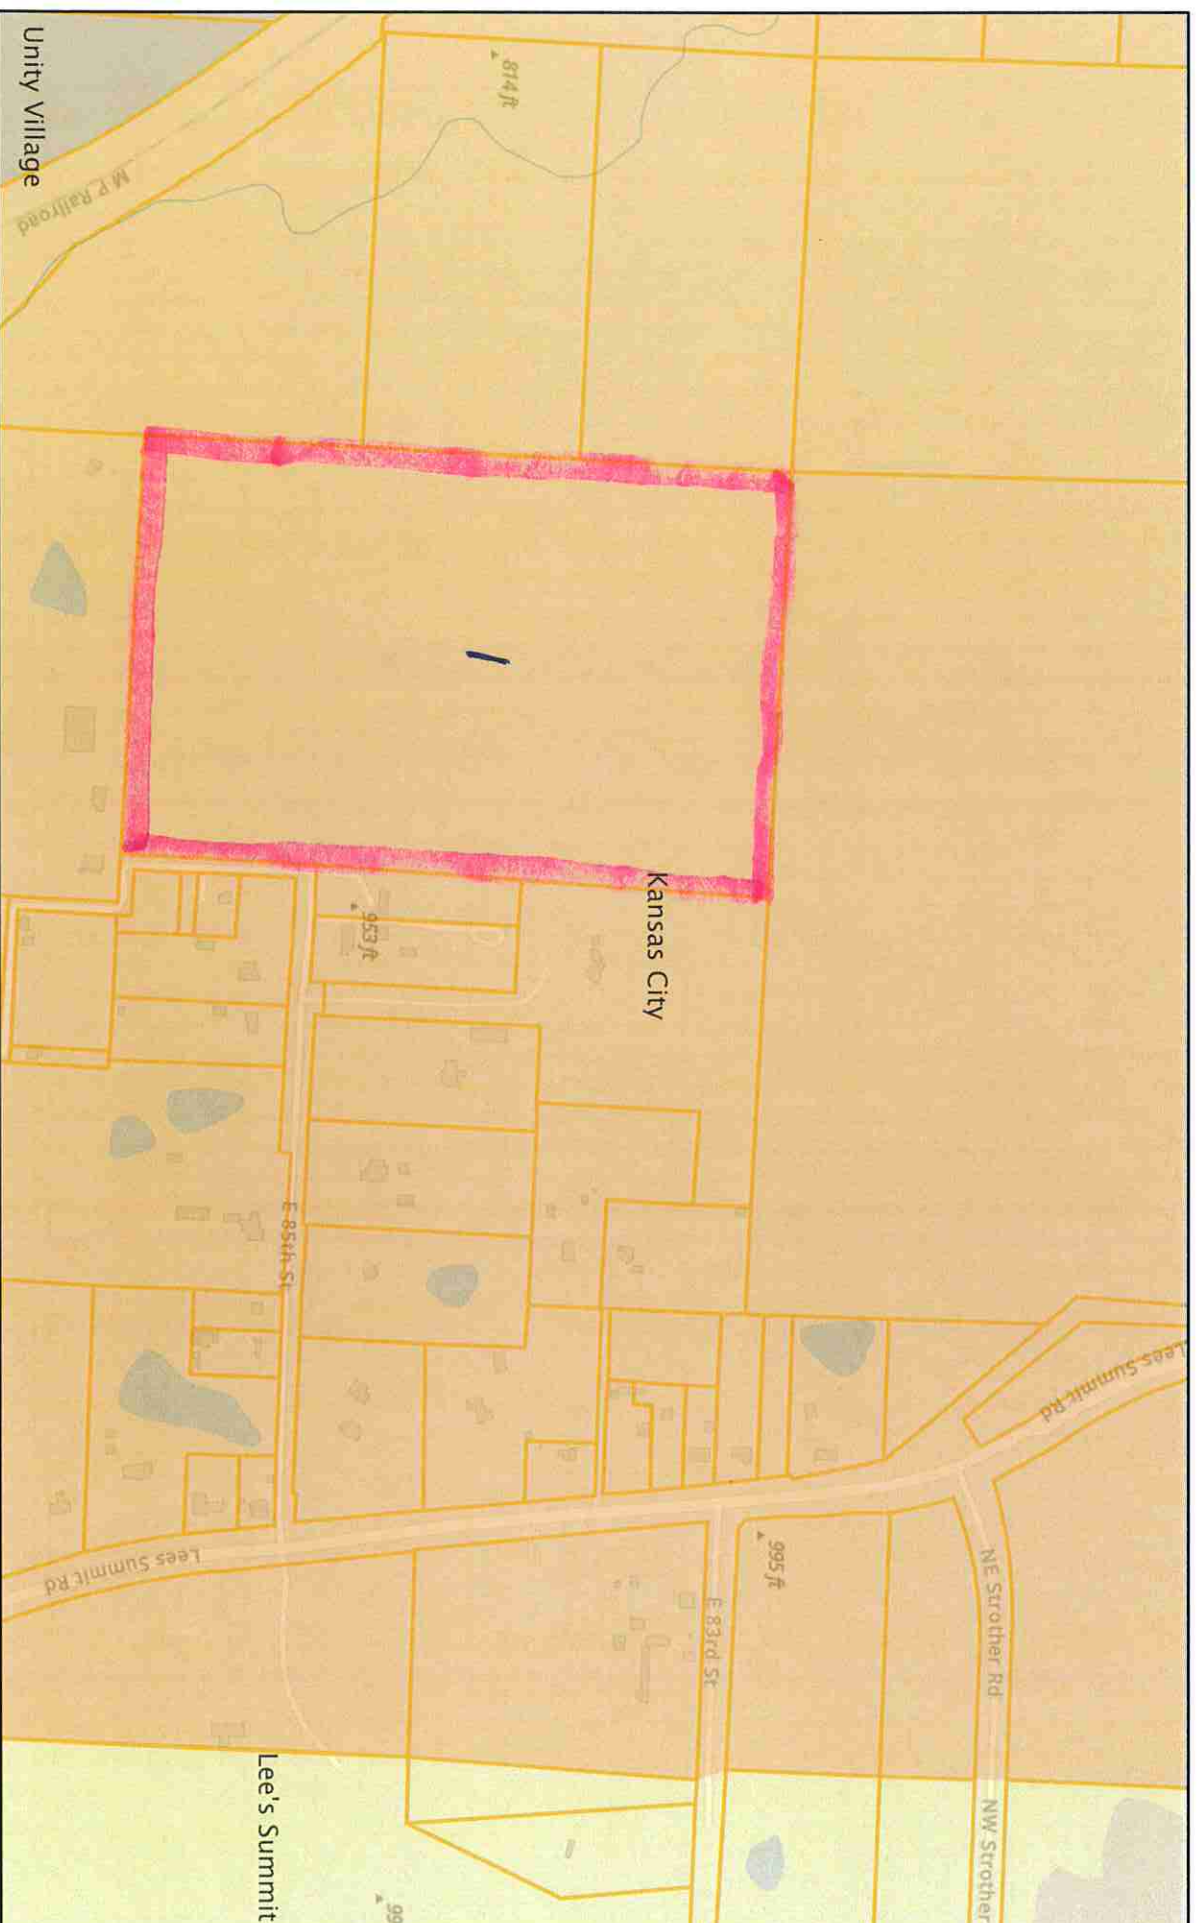 Lees Summit Rd
NE Strother Rd
NW Strother
995 ft
E 83rd St
Kansas City
814 ft
1
953 ft
E 85th St
Lee's Summit
Lees Summit Rd
M P Railroad
Unity Village